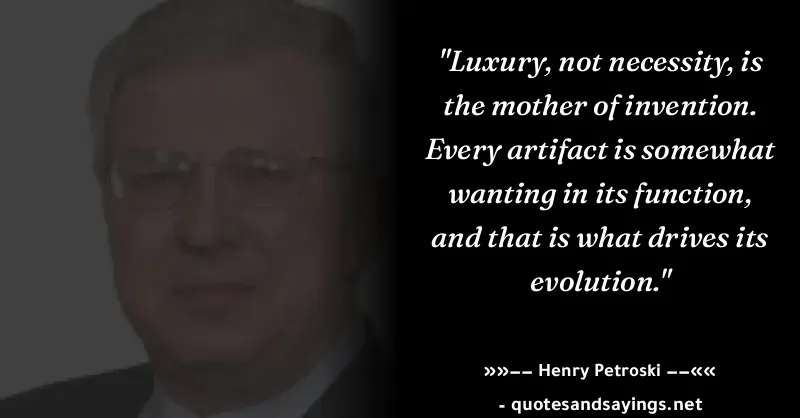 "Luxury, not necessity, is
the mother of invention.
Every artifact is somewhat
wanting in its function,
and that is what drives its
evolution."
»»–– Henry Petroski ––««
- quotesandsayings.net